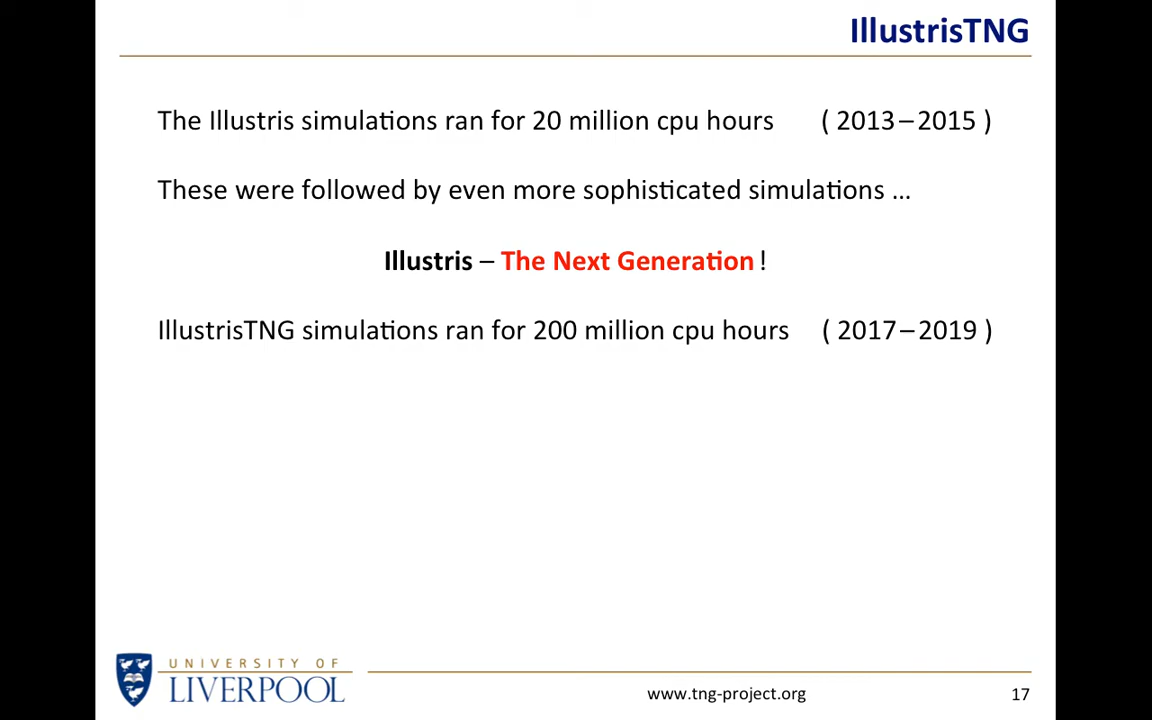 IllustrisTNG
The Illustris simulations ran for 20 million cpu hours ( 2013 – 2015 )
These were followed by even more sophisticated simulations ...
Illustris – The Next Generation !
IllustrisTNG simulations ran for 200 million cpu hours ( 2017 – 2019 )
UNIVERSITY OF
LIVERPOOL
www.tng-project.org 17